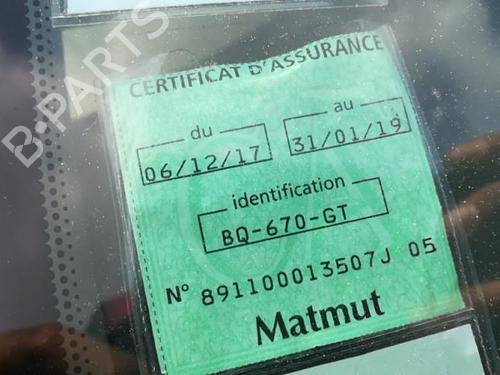 B-PARTS
CERTIFICAT D'ASSURANCE
du au
06/12/17 31/01/19
identification
BQ-670-GT
N° 891100013507J 05
Matmut